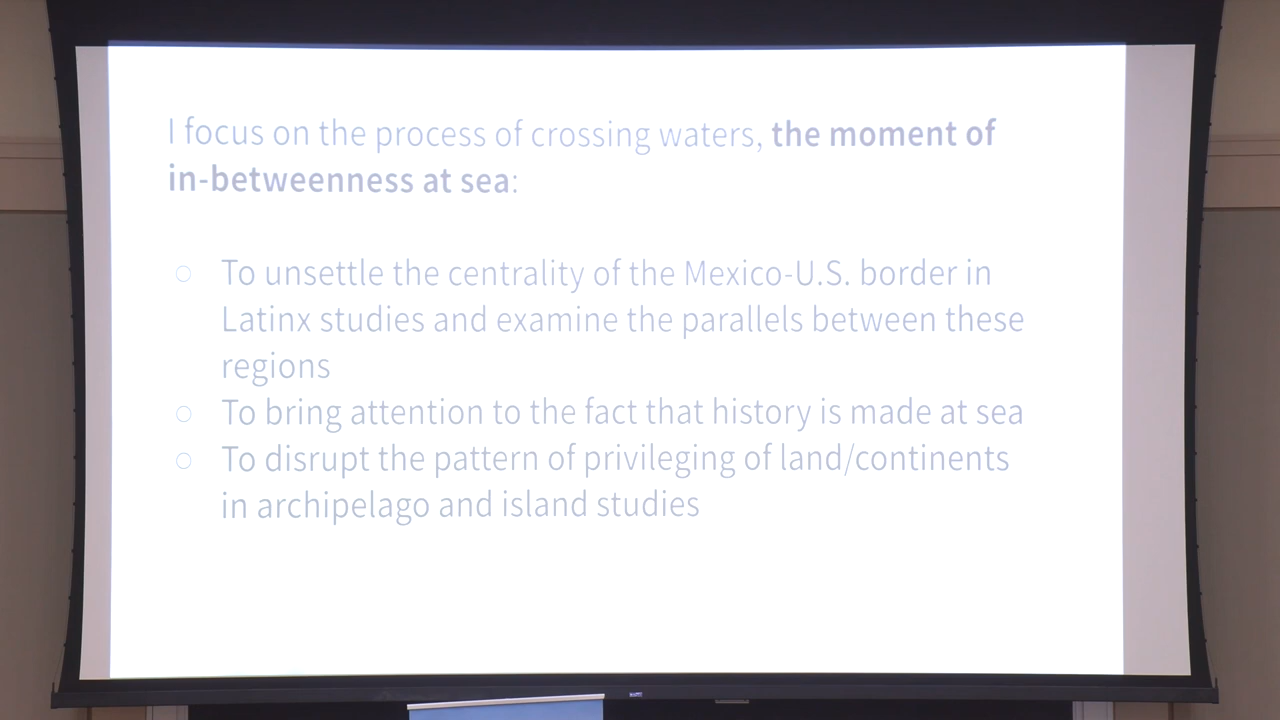 I focus on the process of crossing waters, the moment of
in-betweenness at sea:
○ To unsettle the centrality of the Mexico-U.S. border in
Latinx studies and examine the parallels between these
regions
○ To bring attention to the fact that history is made at sea
○ To disrupt the pattern of privileging of land/continents
in archipelago and island studies